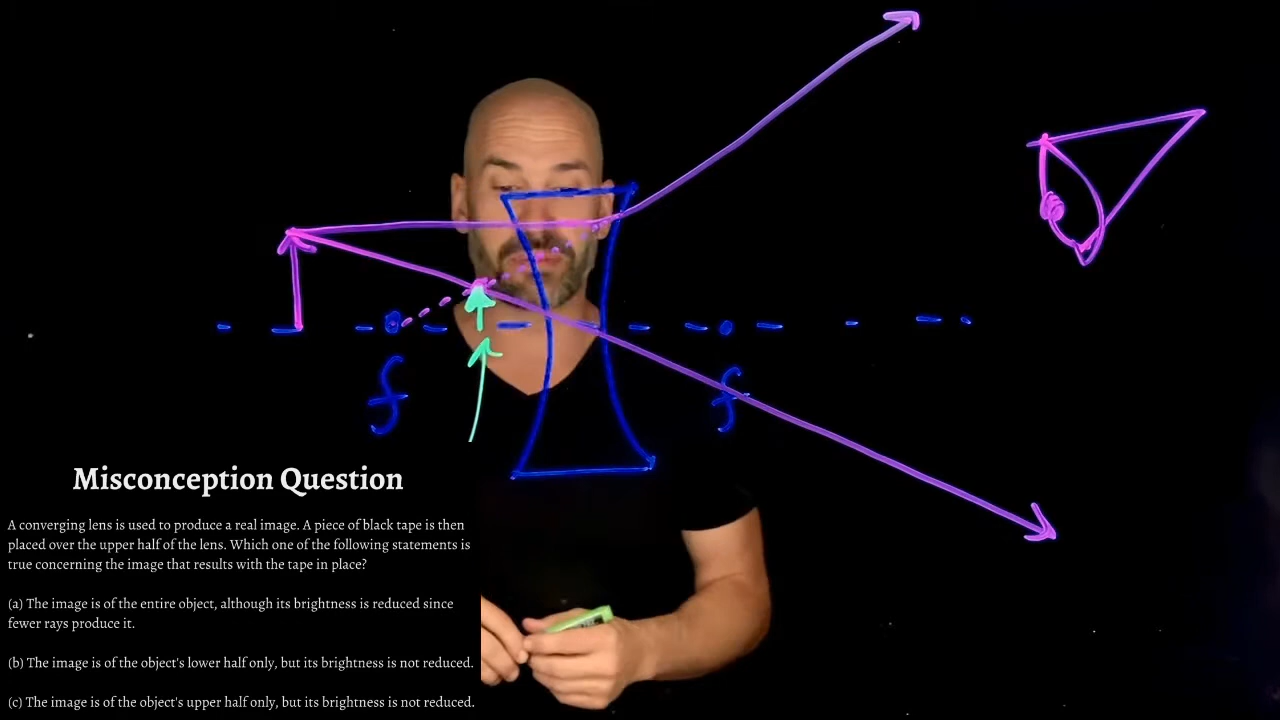 f
f
Misconception Question
A converging lens is used to produce a real image. A piece of black tape is then
placed over the upper half of the lens. Which one of the following statements is
true concerning the image that results with the tape in place?
(a) The image is of the entire object, although its brightness is reduced since
fewer rays produce it.
(b) The image is of the object's lower half only, but its brightness is not reduced.
(c) The image is of the object's upper half only, but its brightness is not reduced.